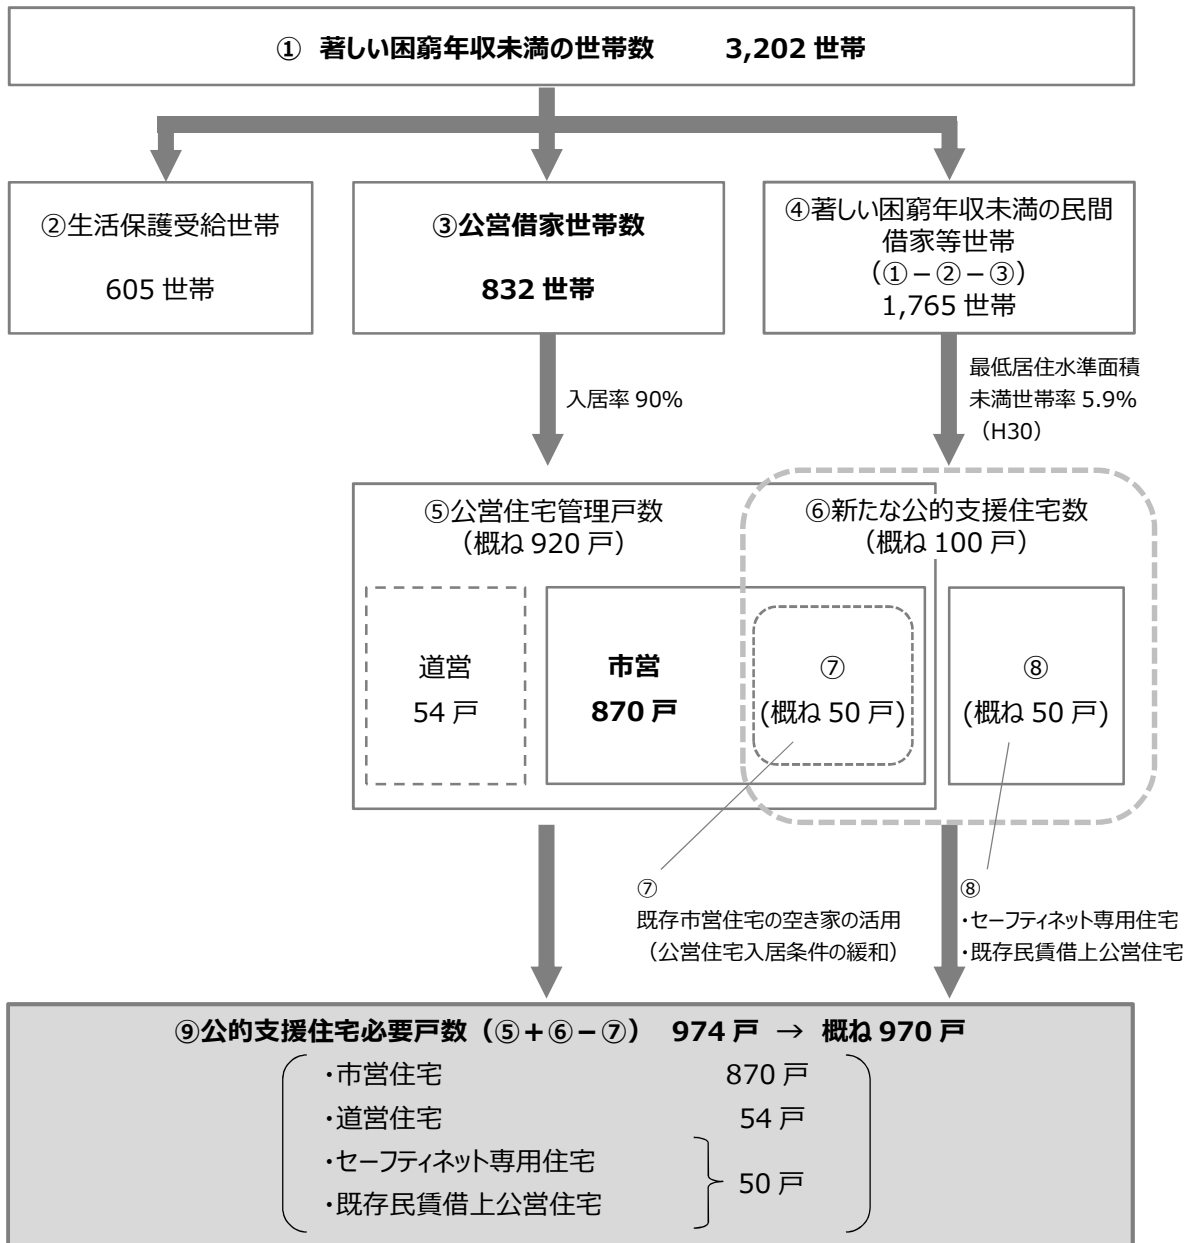 ① 著しい困窮年収未満の世帯数 3,202 世帯
②生活保護受給世帯
605 世帯
③公営借家世帯数
832 世帯
④著しい困窮年収未満の民間
借家等世帯
（①－②－③）
1,765 世帯
入居率 90%
最低居住水準面積
未満世帯率 5.9%
（H30）
⑤公営住宅管理戸数
（概ね 920 戸）
⑥新たな公的支援住宅数
（概ね 100 戸）
道営
54 戸
市営
870 戸
⑦
(概ね 50 戸)
⑧
(概ね 50 戸)
⑦
既存市営住宅の空き家の活用
（公営住宅入居条件の緩和）
⑧
・セーフティネット専用住宅
・既存民賃借上公営住宅
⑨公的支援住宅必要戸数（⑤＋⑥－⑦） 974 戸 → 概ね 970 戸
・市営住宅 870 戸
・道営住宅 54 戸
・セーフティネット専用住宅
・既存民賃借上公営住宅
50 戸